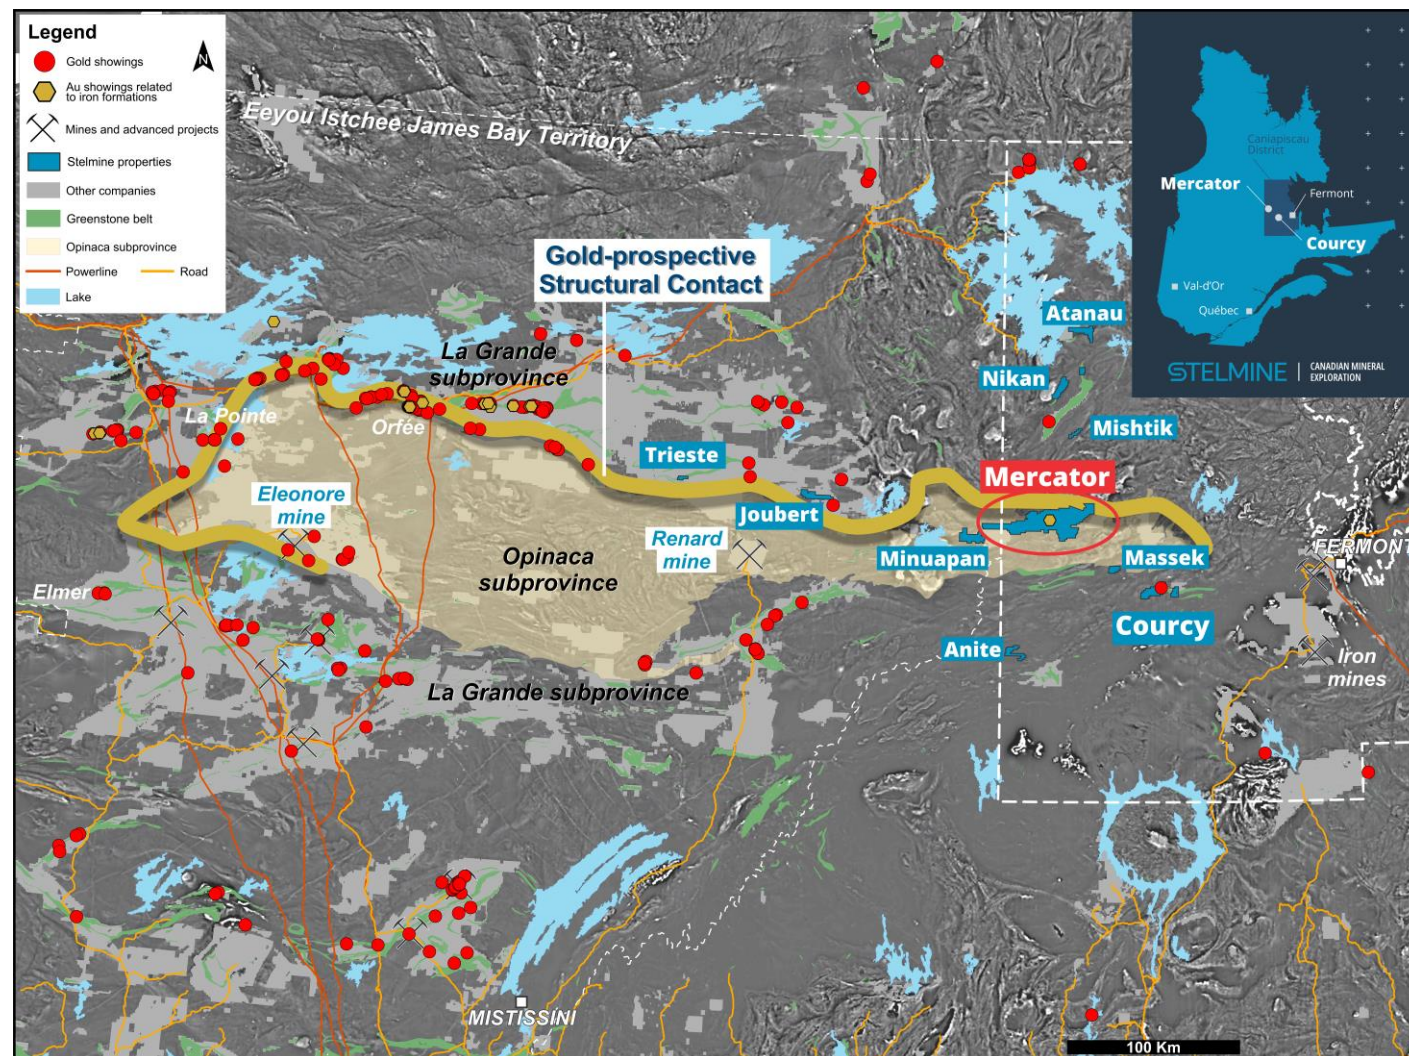 Legend
N
Gold showings
Au showings related
to iron formations
Mines and advanced projects
Stelmine properties
Other companies
Greenstone belt
Opinaca subprovince
Powerline
Road
Lake
Eeyou Istchee James Bay Territory
Gold-prospective
Structural Contact
La Grande
subprovince
La Pointe
Orfée
Eleonore
mine
Elmer
Opinaca
subprovince
La Grande subprovince
Renard
mine
Trieste
Joubert
Minuapan
Mercator
Atanau
Nikan
Mishtik
Massek
Courcy
Anite
FERMONT
Iron
mines
MISTISSINI
100 Km
Caniapiscau
District
Mercator
Fermont
Courcy
Val-d'Or
Québec
STELMINE
CANADIAN MINERAL
EXPLORATION